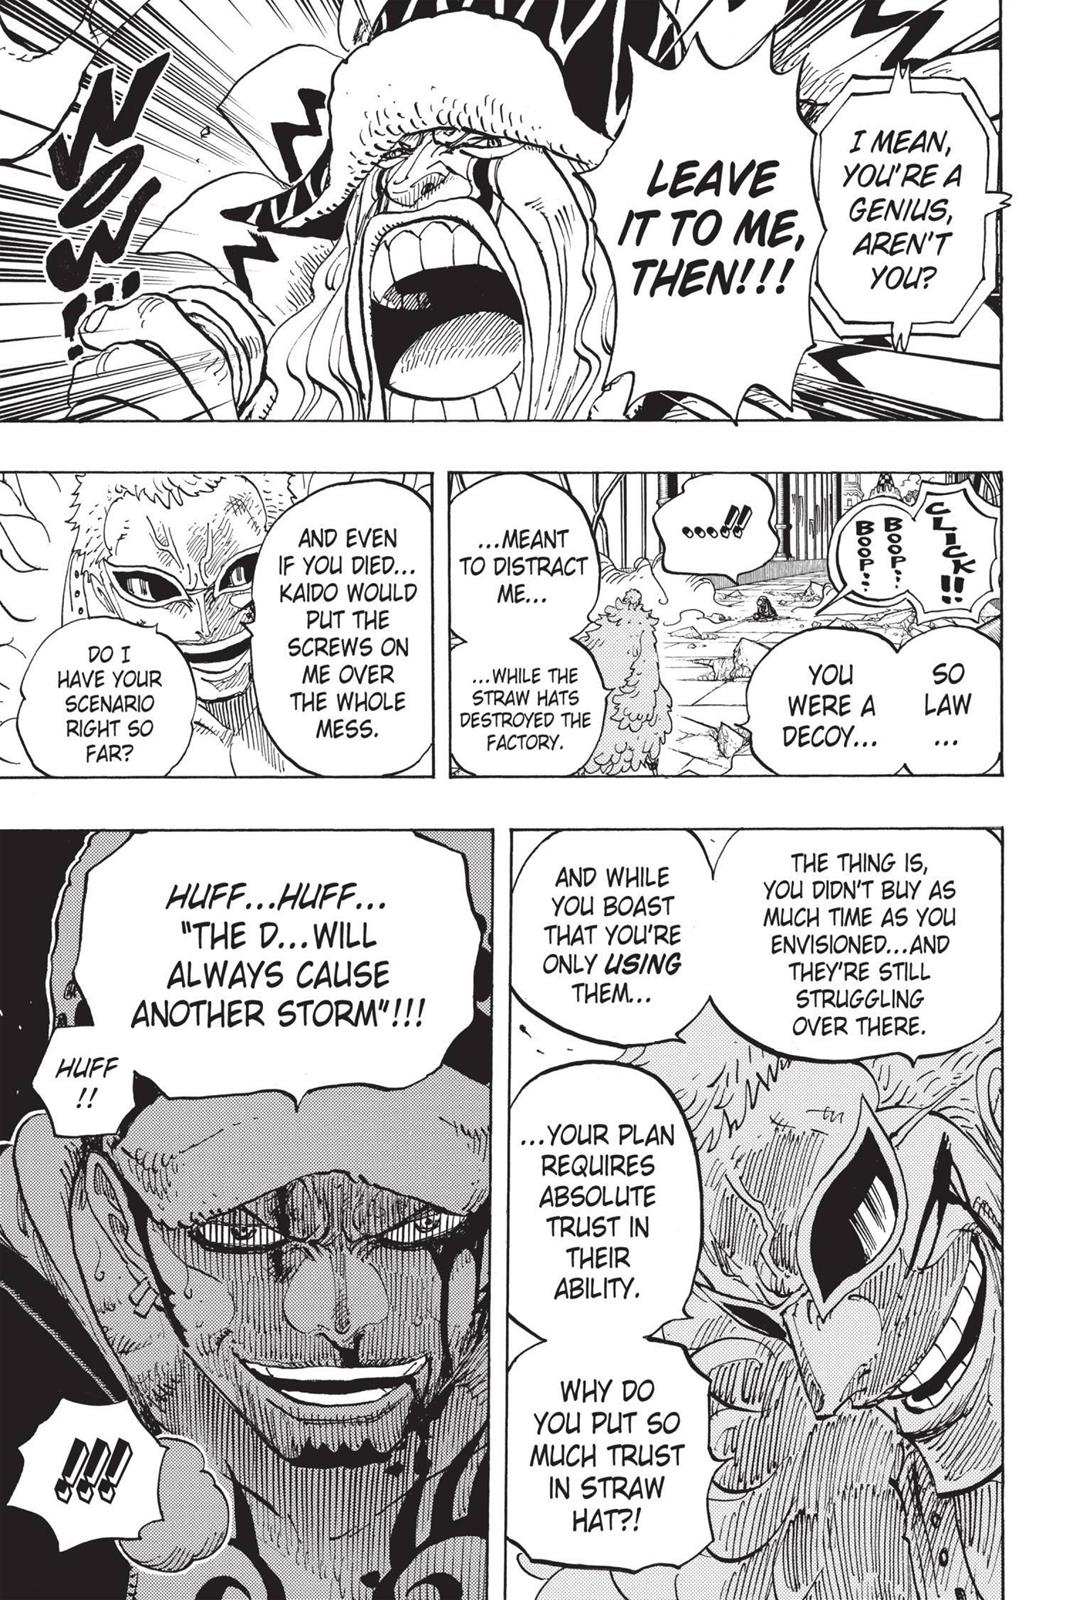 I MEAN,
YOU'RE A
GENIUS,
AREN'T
YOU?
LEAVE
IT TO ME,
THEN!!!
CLICK!!
BOOP..
BOOP..
.....!!
SO
LAW
...
YOU
WERE A
DECOY...
...MEANT
TO DISTRACT
ME...
...WHILE THE
STRAW HATS
DESTROYED THE
FACTORY.
AND EVEN
IF YOU DIED...
KAIDO WOULD
PUT THE
SCREWS ON
ME OVER
THE WHOLE
MESS.
DO I
HAVE YOUR
SCENARIO
RIGHT SO
FAR?
THE THING IS,
YOU DIDN'T BUY AS
MUCH TIME AS YOU
ENVISIONED...AND
THEY'RE STILL
STRUGGLING
OVER THERE.
AND WHILE
YOU BOAST
THAT YOU'RE
ONLY USING
THEM...
...YOUR PLAN
REQUIRES
ABSOLUTE
TRUST IN
THEIR
ABILITY.
WHY DO
YOU PUT SO
MUCH TRUST
IN STRAW
HAT?!
HUFF...HUFF...
"THE D...WILL
ALWAYS CAUSE
ANOTHER STORM"!!!
HUFF
!!
!!!!